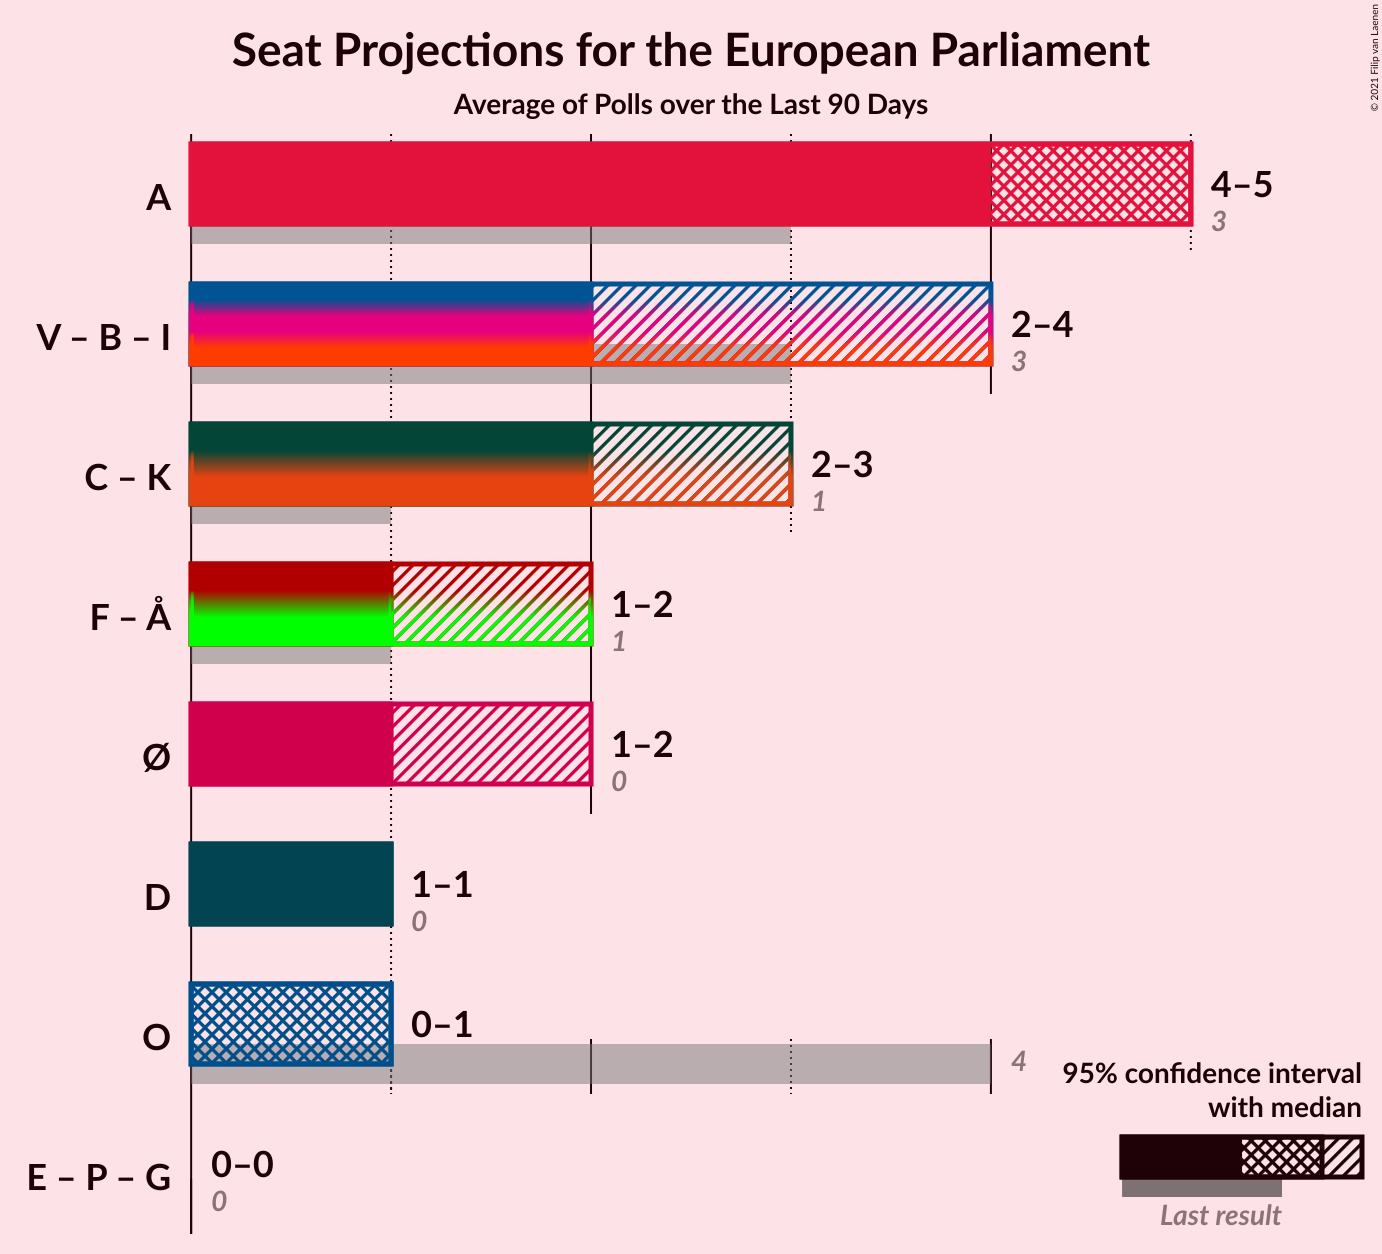 Seat Projections for the European Parliament
Average of Polls over the Last 90 Days
© 2021 Filip van Laenen
A
4–5
3
V – B – I
2–4
3
C – K
2–3
1
F – Å
1–2
1
Ø
1–2
0
D
1–1
0
O
0–1
4
E – P – G
0–0
0
95% confidence interval
with median
Last result